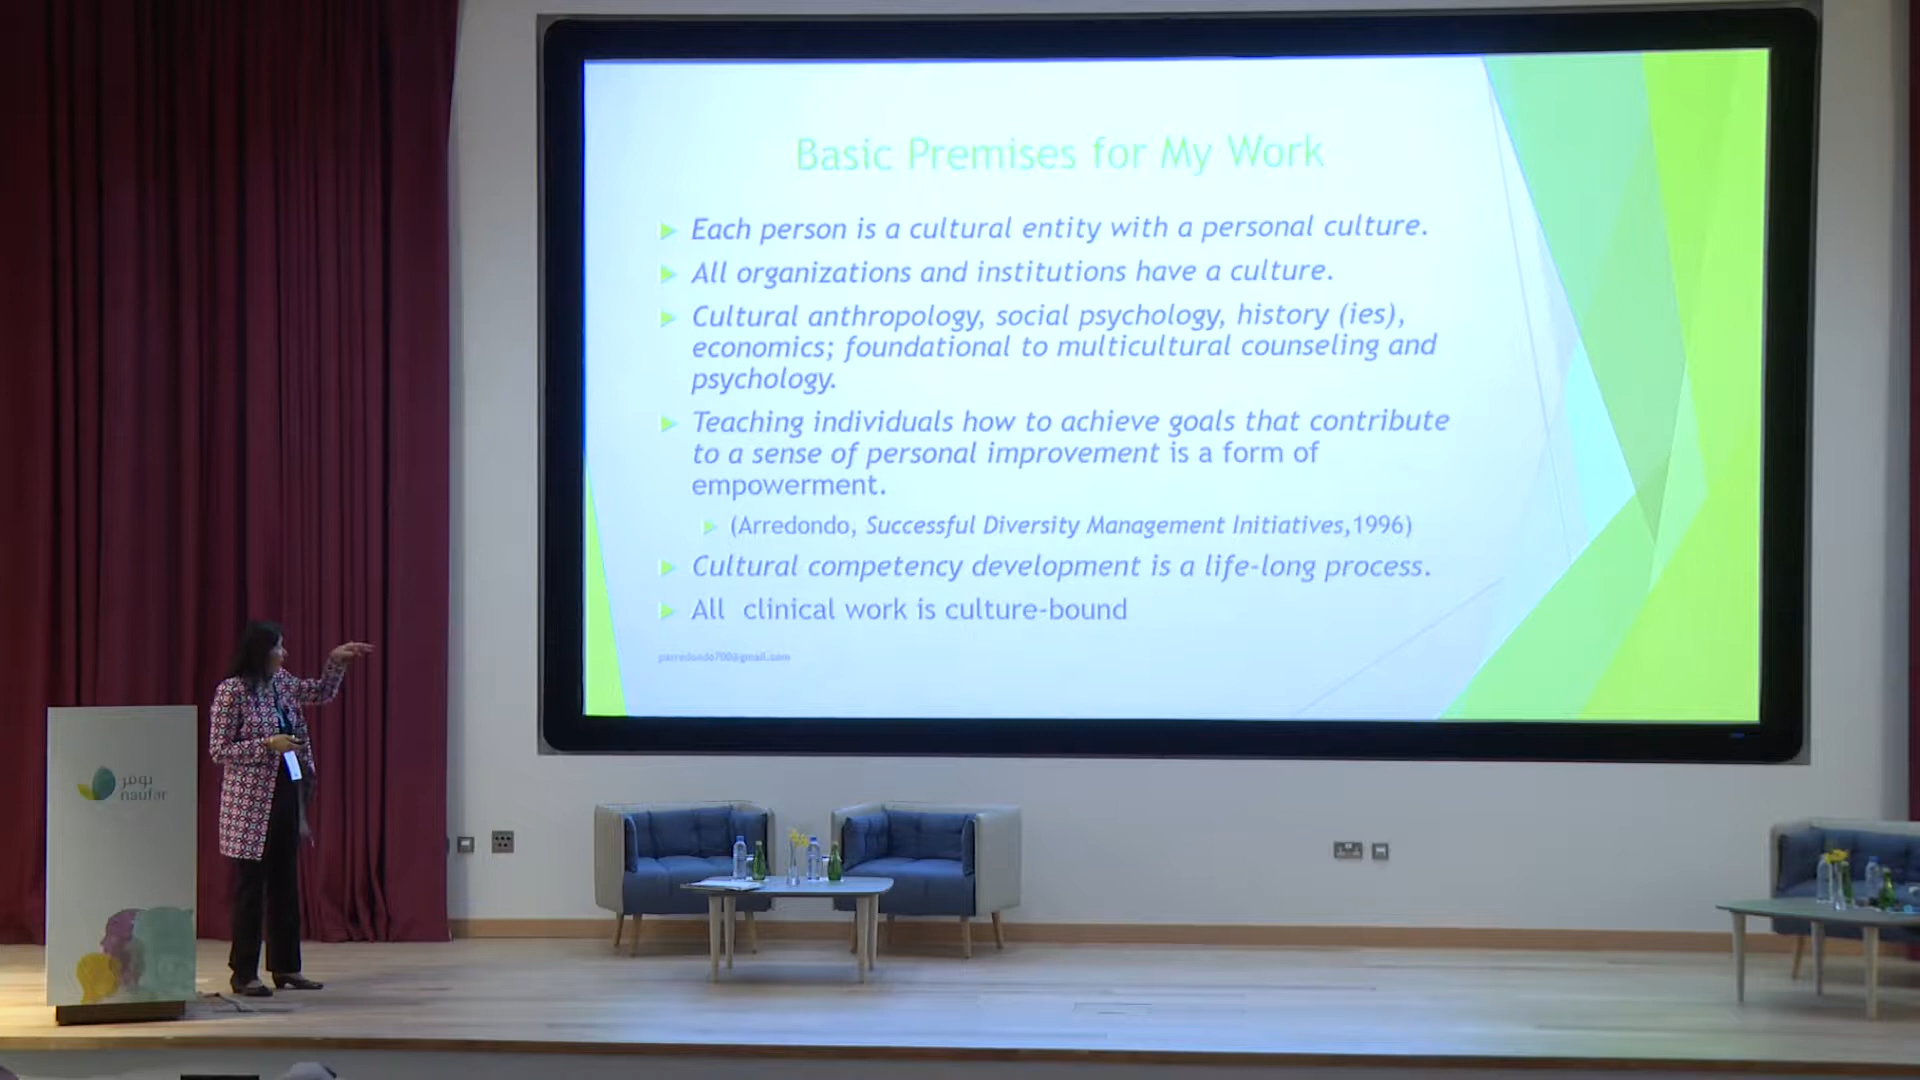 Basic Premises for My Work
Each person is a cultural entity with a personal culture.
All organizations and institutions have a culture.
Cultural anthropology, social psychology, history (ies),
economics; foundational to multicultural counseling and
psychology.
Teaching individuals how to achieve goals that contribute
to a sense of personal improvement is a form of
empowerment.
(Arredondo, Successful Diversity Management Initiatives,1996)
Cultural competency development is a life-long process.
All clinical work is culture-bound
parredondo700@gmail.com
نوفر
naufar